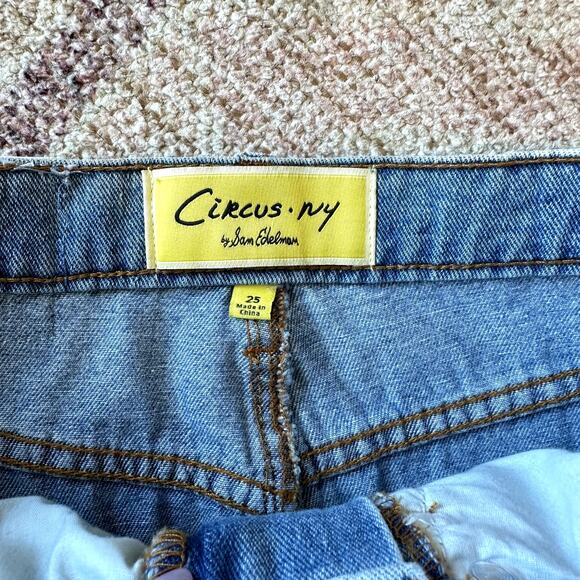 Circus • NY
by Sam Edelman
25
Made in
China